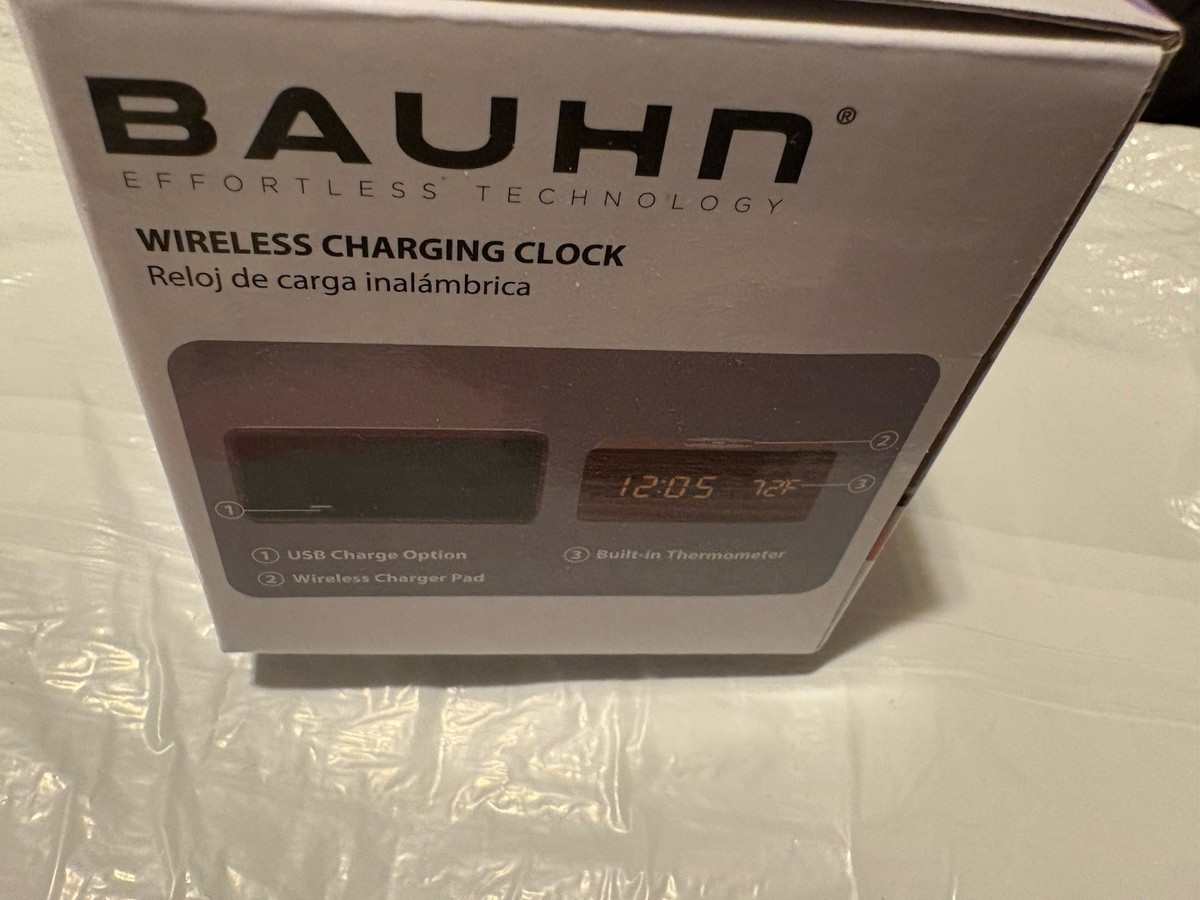 BAUHN®
EFFORTLESS TECHNOLOGY
WIRELESS CHARGING CLOCK
Reloj de carga inalámbrica
12:05 72F
1
2
3
① USB Charge Option
② Wireless Charger Pad
③ Built-in Thermometer